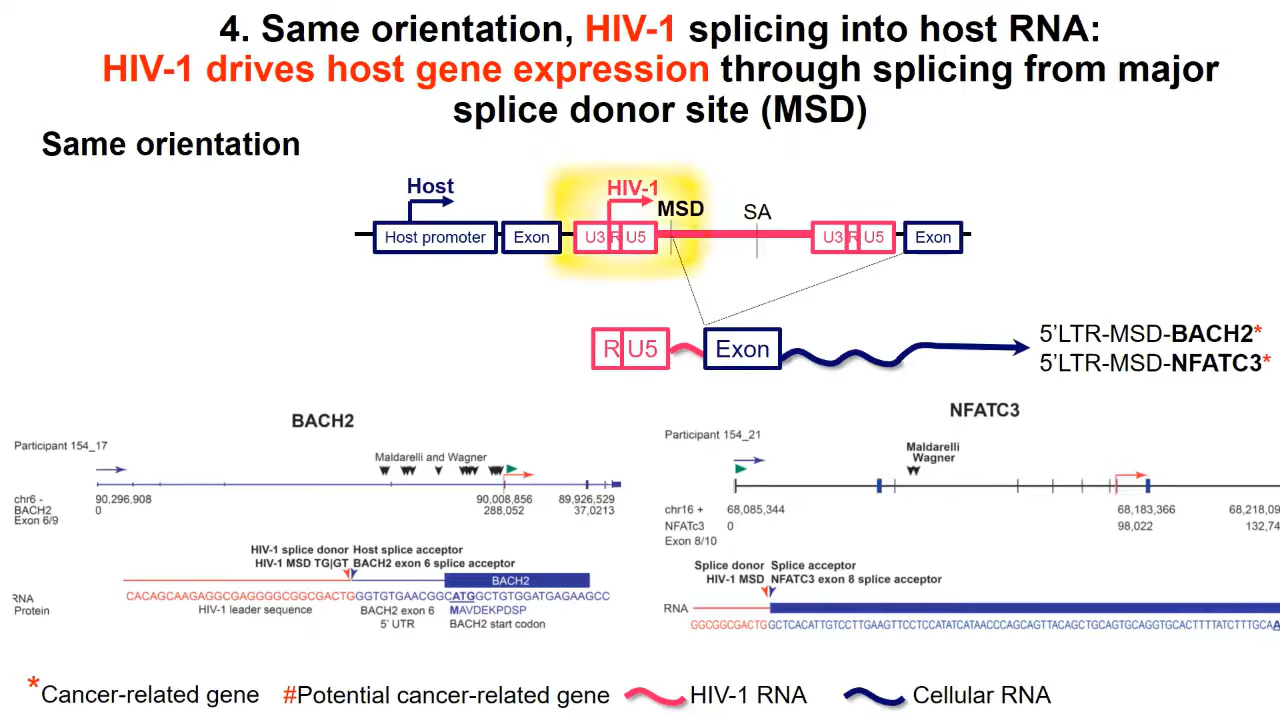 4. Same orientation, HIV-1 splicing into host RNA:
HIV-1 drives host gene expression through splicing from major
splice donor site (MSD)
Same orientation
Host
HIV-1
MSD
SA
Host promoter
Exon
U3
R
U5
U3
R
U5
Exon
R
U5
Exon
5’LTR-MSD-BACH2*
5’LTR-MSD-NFATC3*
BACH2
Participant 154_17
Maldarelli and Wagner
chr6 - 90,296,908 90,008,856 89,926,529
BACH2 0 288,052 37,0213
Exon 6/9
HIV-1 splice donor Host splice acceptor
HIV-1 MSD TG|GT BACH2 exon 6 splice acceptor
BACH2
RNA CACAGCAAGAGGCGAGGGGCGGCGACTGGGTGTGAACGGCATGGCTGTGGATGAGAAGCC
Protein HIV-1 leader sequence BACH2 exon 6 MAVDEKPDSP
5' UTR BACH2 start codon
NFATC3
Participant 154_21
Maldarelli
Wagner
chr16 + 68,085,344 68,183,366 68,218,09
NFATc3 0 98,022 132,74
Exon 8/10
Splice donor Splice acceptor
HIV-1 MSD NFATC3 exon 8 splice acceptor
RNA
GGCGGCGACTGGCTCACATTGTCCTTGAAGTTCCTCCATATCATAACCCAGCAGTTACAGCTGCAGTGCAGGTGCACTTTTATCTTTGCAA
*Cancer-related gene
#Potential cancer-related gene
HIV-1 RNA
Cellular RNA